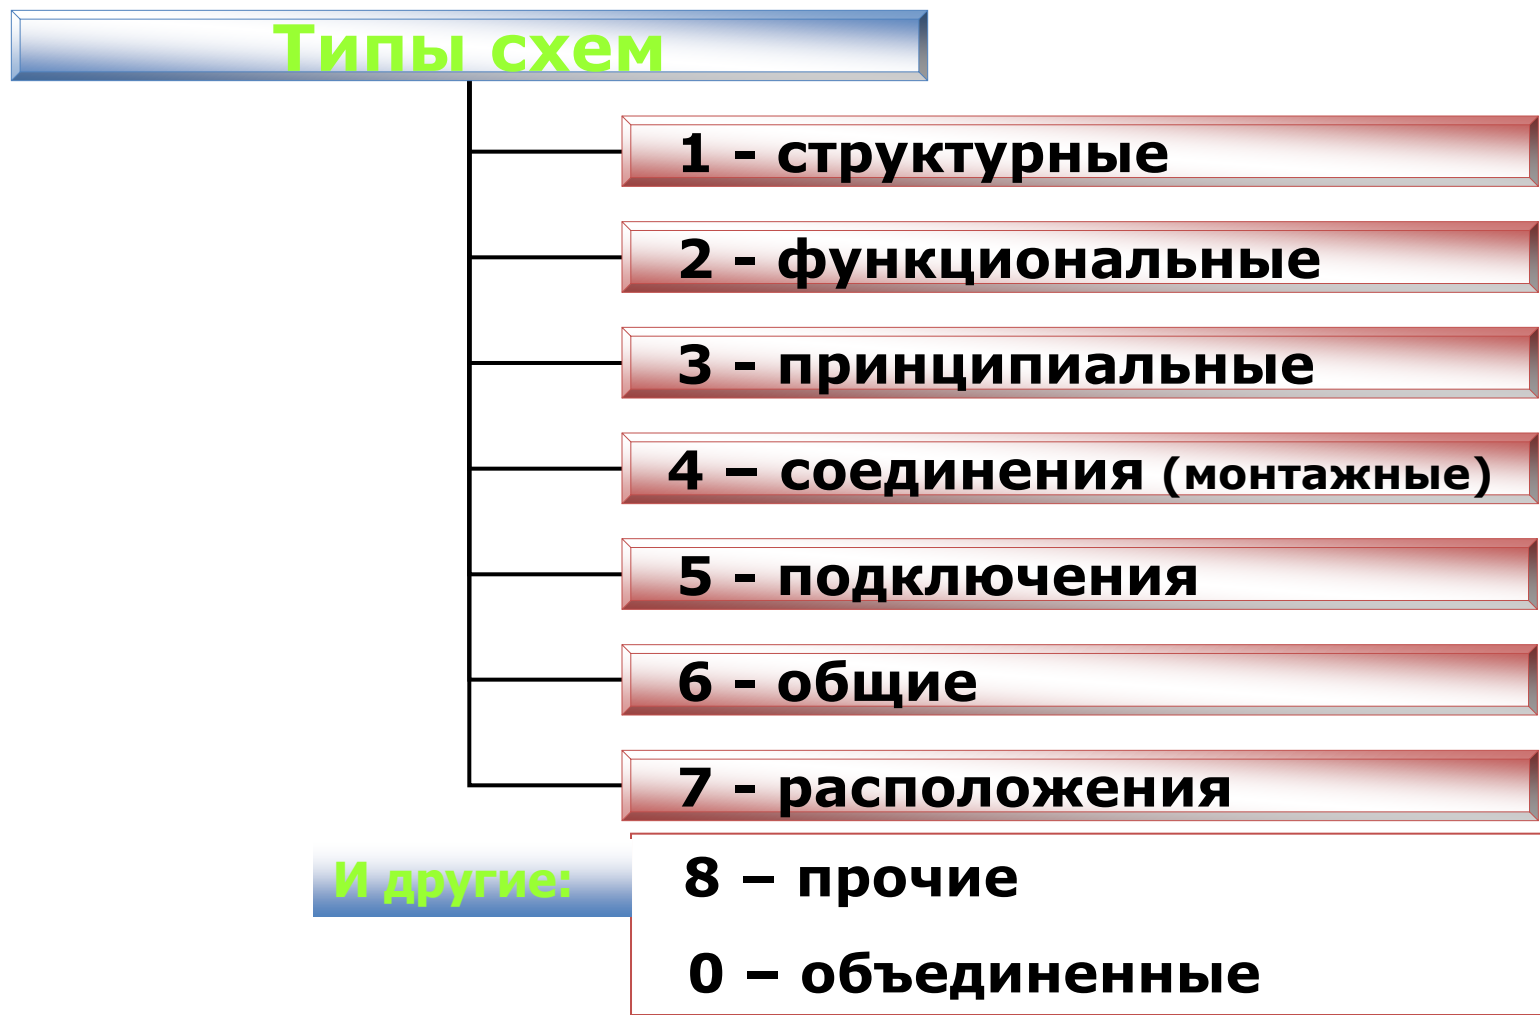 Типы схем
1 - структурные
2 - функциональные
3 - принципиальные
4 – соединения (монтажные)
5 - подключения
6 - общие
7 - расположения
И другие:
8 – прочие
0 – объединенные